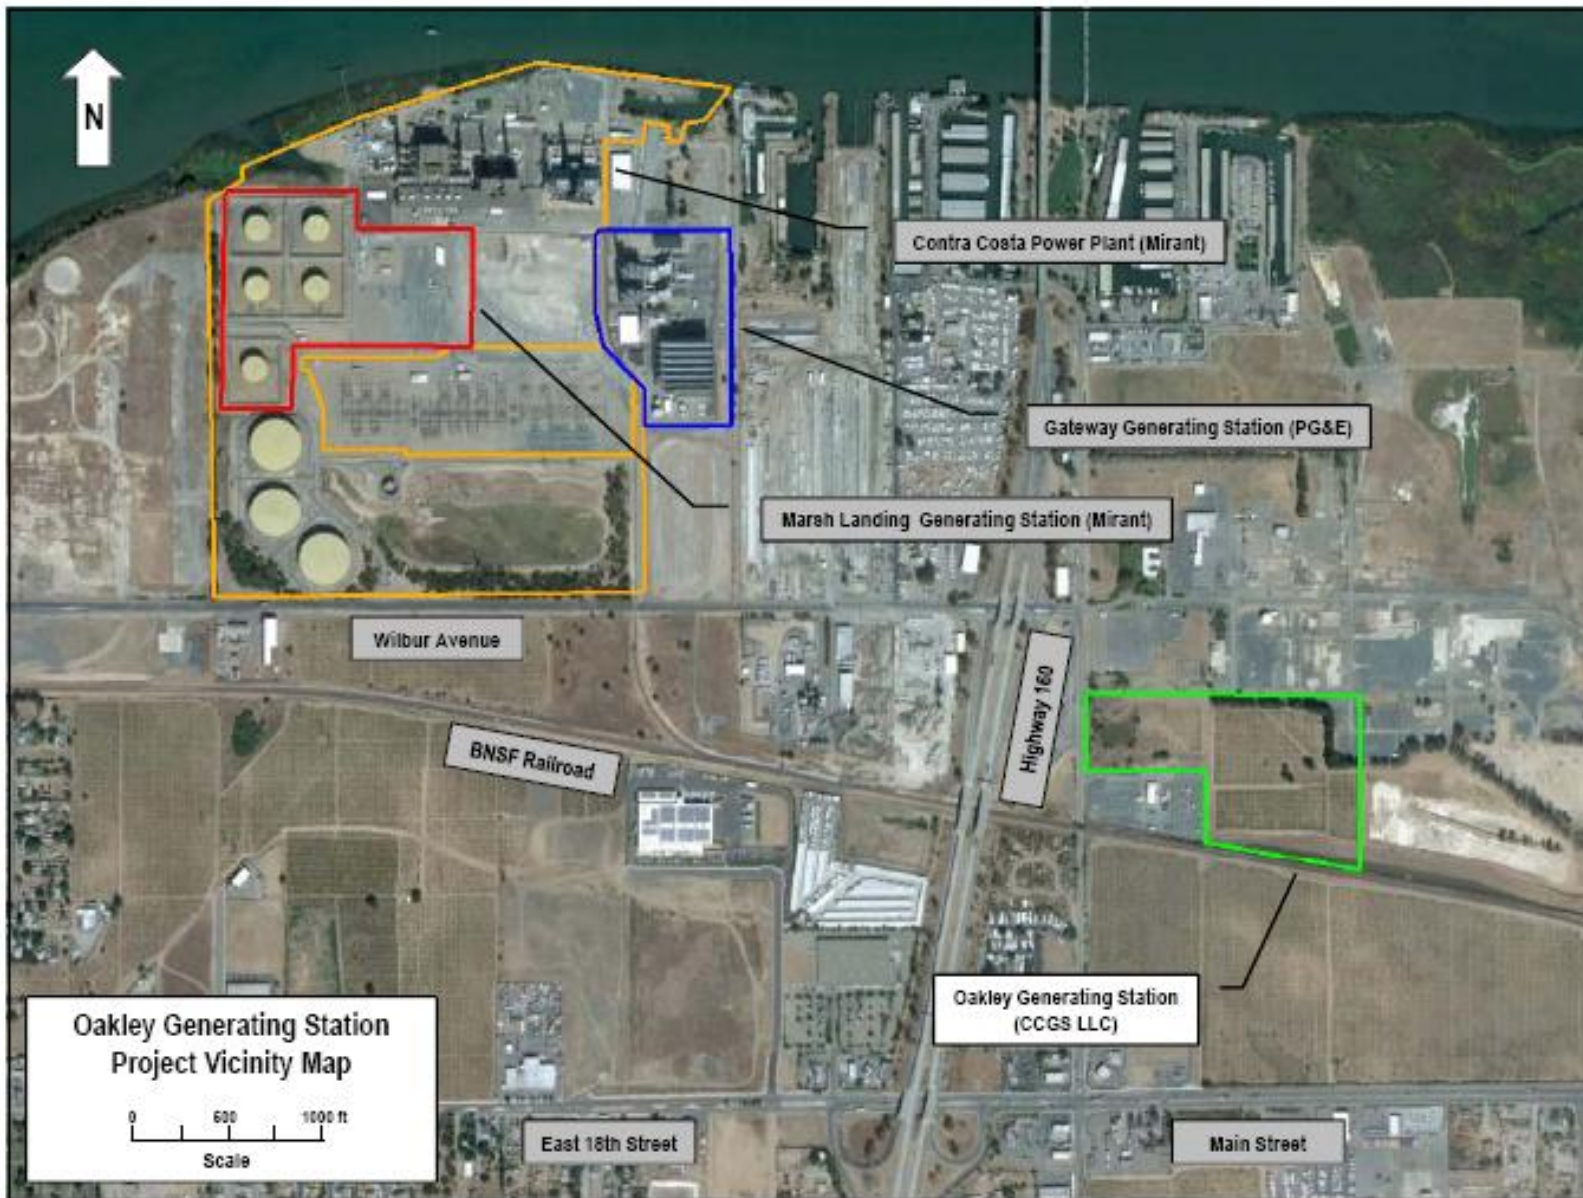 N
Contra Costa Power Plant (Mirant)
Gateway Generating Station (PG&E)
Marsh Landing Generating Station (Mirant)
Wilbur Avenue
Highway 160
BNSF Railroad
Oakley Generating Station
(CCGS LLC)
Oakley Generating Station
Project Vicinity Map
0 500 1000 ft
Scale
East 18th Street
Main Street